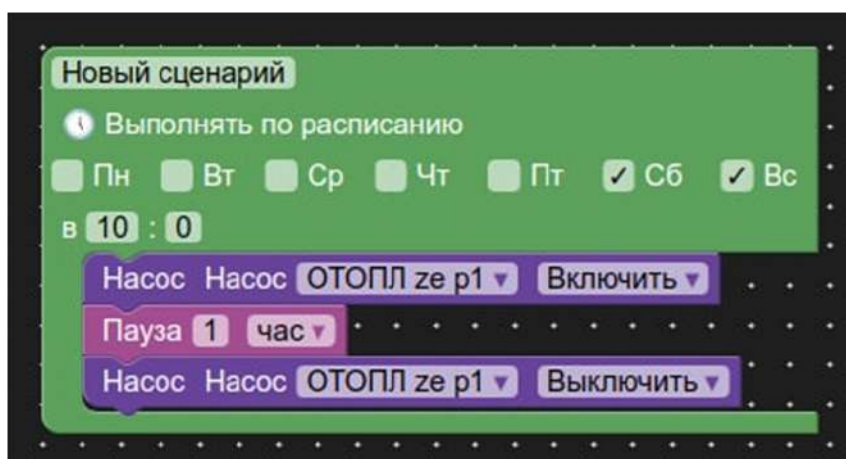 Новый сценарий
Выполнять по расписанию
Пн Вт Ср Чт Пт Сб Вс
в 10 : 0
Насос Насос ОТОПЛ ze p1 Включить
Пауза 1 час
Насос Насос ОТОПЛ ze p1 Выключить